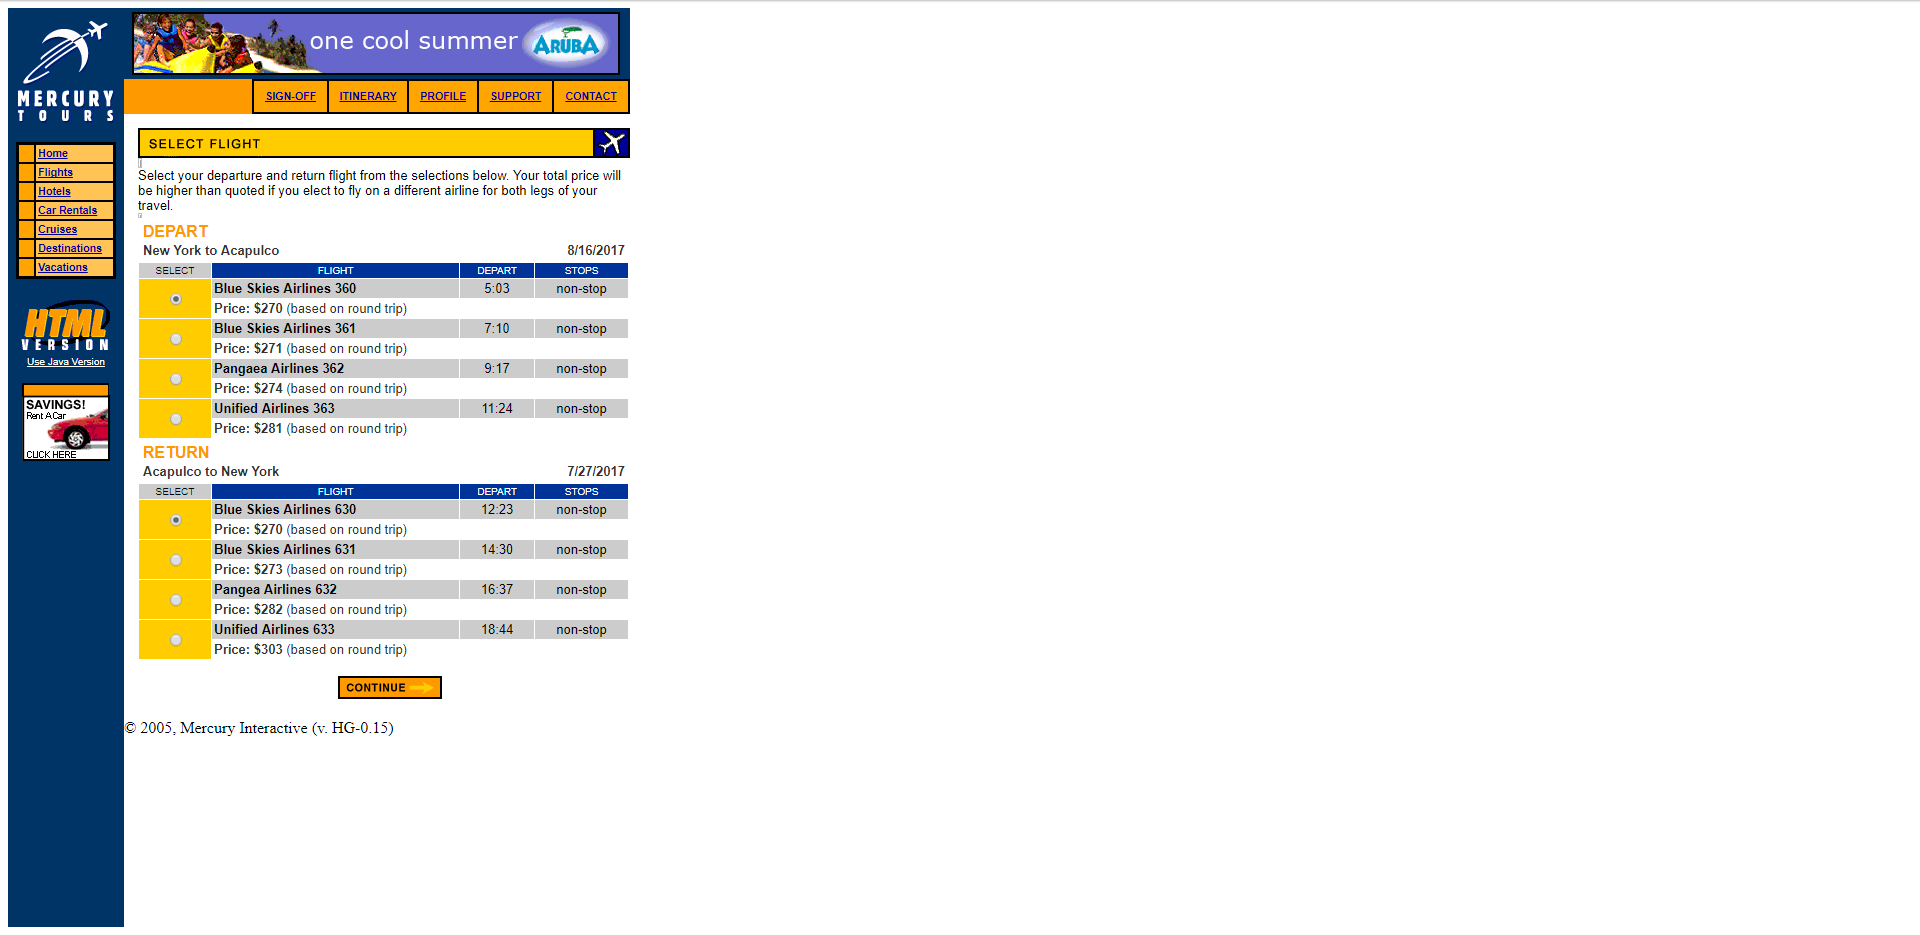 MERCURY
TOURS
one cool summer ARUBA
SIGN-OFF ITINERARY PROFILE SUPPORT CONTACT
Home
Flights
Hotels
Car Rentals
Cruises
Destinations
Vacations
HTML
VERSION
Use Java Version
SAVINGS!
Rent A Car
CLICK HERE
SELECT FLIGHT
Select your departure and return flight from the selections below. Your total price will
be higher than quoted if you elect to fly on a different airline for both legs of your
travel.
DEPART
New York to Acapulco 8/16/2017
SELECT FLIGHT DEPART STOPS
Blue Skies Airlines 360 5:03 non-stop
Price: $270 (based on round trip)
Blue Skies Airlines 361 7:10 non-stop
Price: $271 (based on round trip)
Pangaea Airlines 362 9:17 non-stop
Price: $274 (based on round trip)
Unified Airlines 363 11:24 non-stop
Price: $281 (based on round trip)
RETURN
Acapulco to New York 7/27/2017
SELECT FLIGHT DEPART STOPS
Blue Skies Airlines 630 12:23 non-stop
Price: $270 (based on round trip)
Blue Skies Airlines 631 14:30 non-stop
Price: $273 (based on round trip)
Pangea Airlines 632 16:37 non-stop
Price: $282 (based on round trip)
Unified Airlines 633 18:44 non-stop
Price: $303 (based on round trip)
CONTINUE
© 2005, Mercury Interactive (v. HG-0.15)